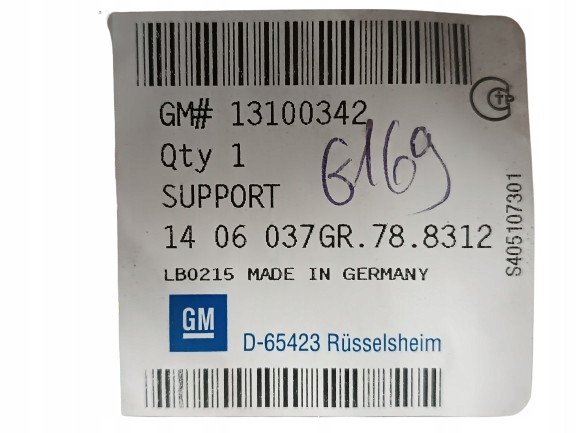 GM# 13100342
Qty 1
6169
SUPPORT
14 06 037GR.78.8312
LB0215 MADE IN GERMANY
GM
D-65423 Rüsselsheim
S405107301